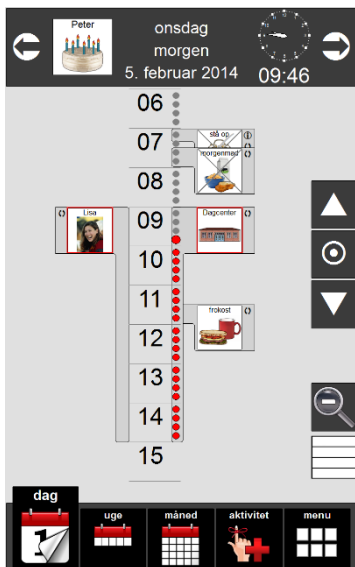 Peter
onsdag
morgen
5. februar 2014
09:46
06
07
stå op
morgenmad
08
09
Lisa
Dagcenter
10
11
frokost
12
13
14
15
dag
1
uge
måned
aktivitet
menu